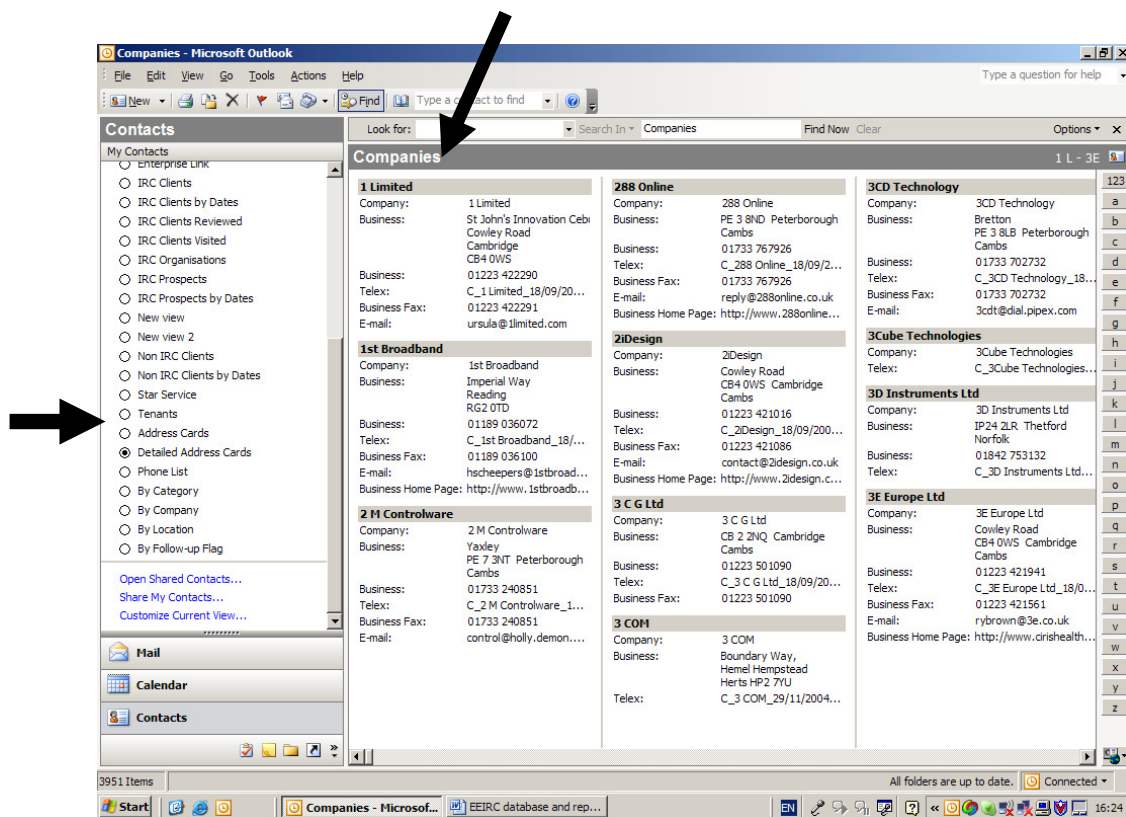 Companies - Microsoft Outlook
File Edit View Go Tools Actions Help
Type a question for help
New
Find
Type a contact to find
Contacts
My Contacts
Enterprise Link
IRC Clients
IRC Clients by Dates
IRC Clients Reviewed
IRC Clients Visited
IRC Organisations
IRC Prospects
IRC Prospects by Dates
New view
New view 2
Non IRC Clients
Non IRC Clients by Dates
Star Service
Tenants
Address Cards
Detailed Address Cards
Phone List
By Category
By Company
By Location
By Follow-up Flag
Open Shared Contacts...
Share My Contacts...
Customize Current View...
Mail
Calendar
Contacts
Look for: Search In Companies Find Now Clear Options
Companies 1 L - 3E
1 Limited
Company: 1 Limited
Business: St John's Innovation
Cowley Road
Cambridge
CB4 0WS
Business: 01223 422290
Telex: C_1 Limited_18/09/20...
Business Fax: 01223 422291
E-mail: ursula@1limited.com
1st Broadband
Company: 1st Broadband
Business: Imperial Way
Reading
RG2 0TD
Business: 01189 036072
Telex: C_1st Broadband_18/...
Business Fax: 01189 036100
E-mail: hscheepers@1stbroad...
Business Home Page: http://www.1stbroadb...
2 M Controlware
Company: 2 M Controlware
Business: Yaxley
PE 7 3NT Peterborough
Cambs
Business: 01733 240851
Telex: C_2 M Controlware_1...
Business Fax: 01733 240851
E-mail: control@holly.demon....
288 Online
Company: 288 Online
Business: PE 3 8ND Peterborough
Cambs
Business: 01733 767926
Telex: C_288 Online_18/09/2...
Business Fax: 01733 767926
E-mail: reply@288online.co.uk
Business Home Page: http://www.288online...
2iDesign
Company: 2iDesign
Business: Cowley Road
CB4 0WS Cambridge
Cambs
Business: 01223 421016
Telex: C_2iDesign_18/09/200...
Business Fax: 01223 421086
E-mail: contact@2idesign.co.uk
Business Home Page: http://www.2idesign.c...
3 C G Ltd
Company: 3 C G Ltd
Business: CB 2 2NQ Cambridge
Cambs
Business: 01223 501090
Telex: C_3 C G Ltd_18/09/20...
Business Fax: 01223 501090
3 COM
Company: 3 COM
Business: Boundary Way,
Hemel Hempstead
Herts HP2 7YU
Telex: C_3 COM_29/11/2004...
3CD Technology
Company: 3CD Technology
Business: Bretton
PE 3 8LB Peterborough
Cambs
Business: 01733 702732
Telex: C_3CD Technology_18...
Business Fax: 01733 702732
E-mail: 3cdt@dial.pipex.com
3Cube Technologies
Company: 3Cube Technologies
Telex: C_3Cube Technologies...
3D Instruments Ltd
Company: 3D Instruments Ltd
Business: IP24 2LR Thetford
Norfolk
Business: 01842 753132
Telex: C_3D Instruments Ltd...
3E Europe Ltd
Company: 3E Europe Ltd
Business: Cowley Road
CB4 0WS Cambridge
Cambs
Business: 01223 421941
Telex: C_3E Europe Ltd_18/0...
Business Fax: 01223 421561
E-mail: rybrown@3e.co.uk
Business Home Page: http://www.cirishealth...
123
a
b
c
d
e
f
g
h
i
j
k
l
m
n
o
p
q
r
s
t
u
v
w
x
y
z
3951 Items All folders are up to date. Connected
Start Companies - Microsof... EEIRC database and rep... EN 16:24